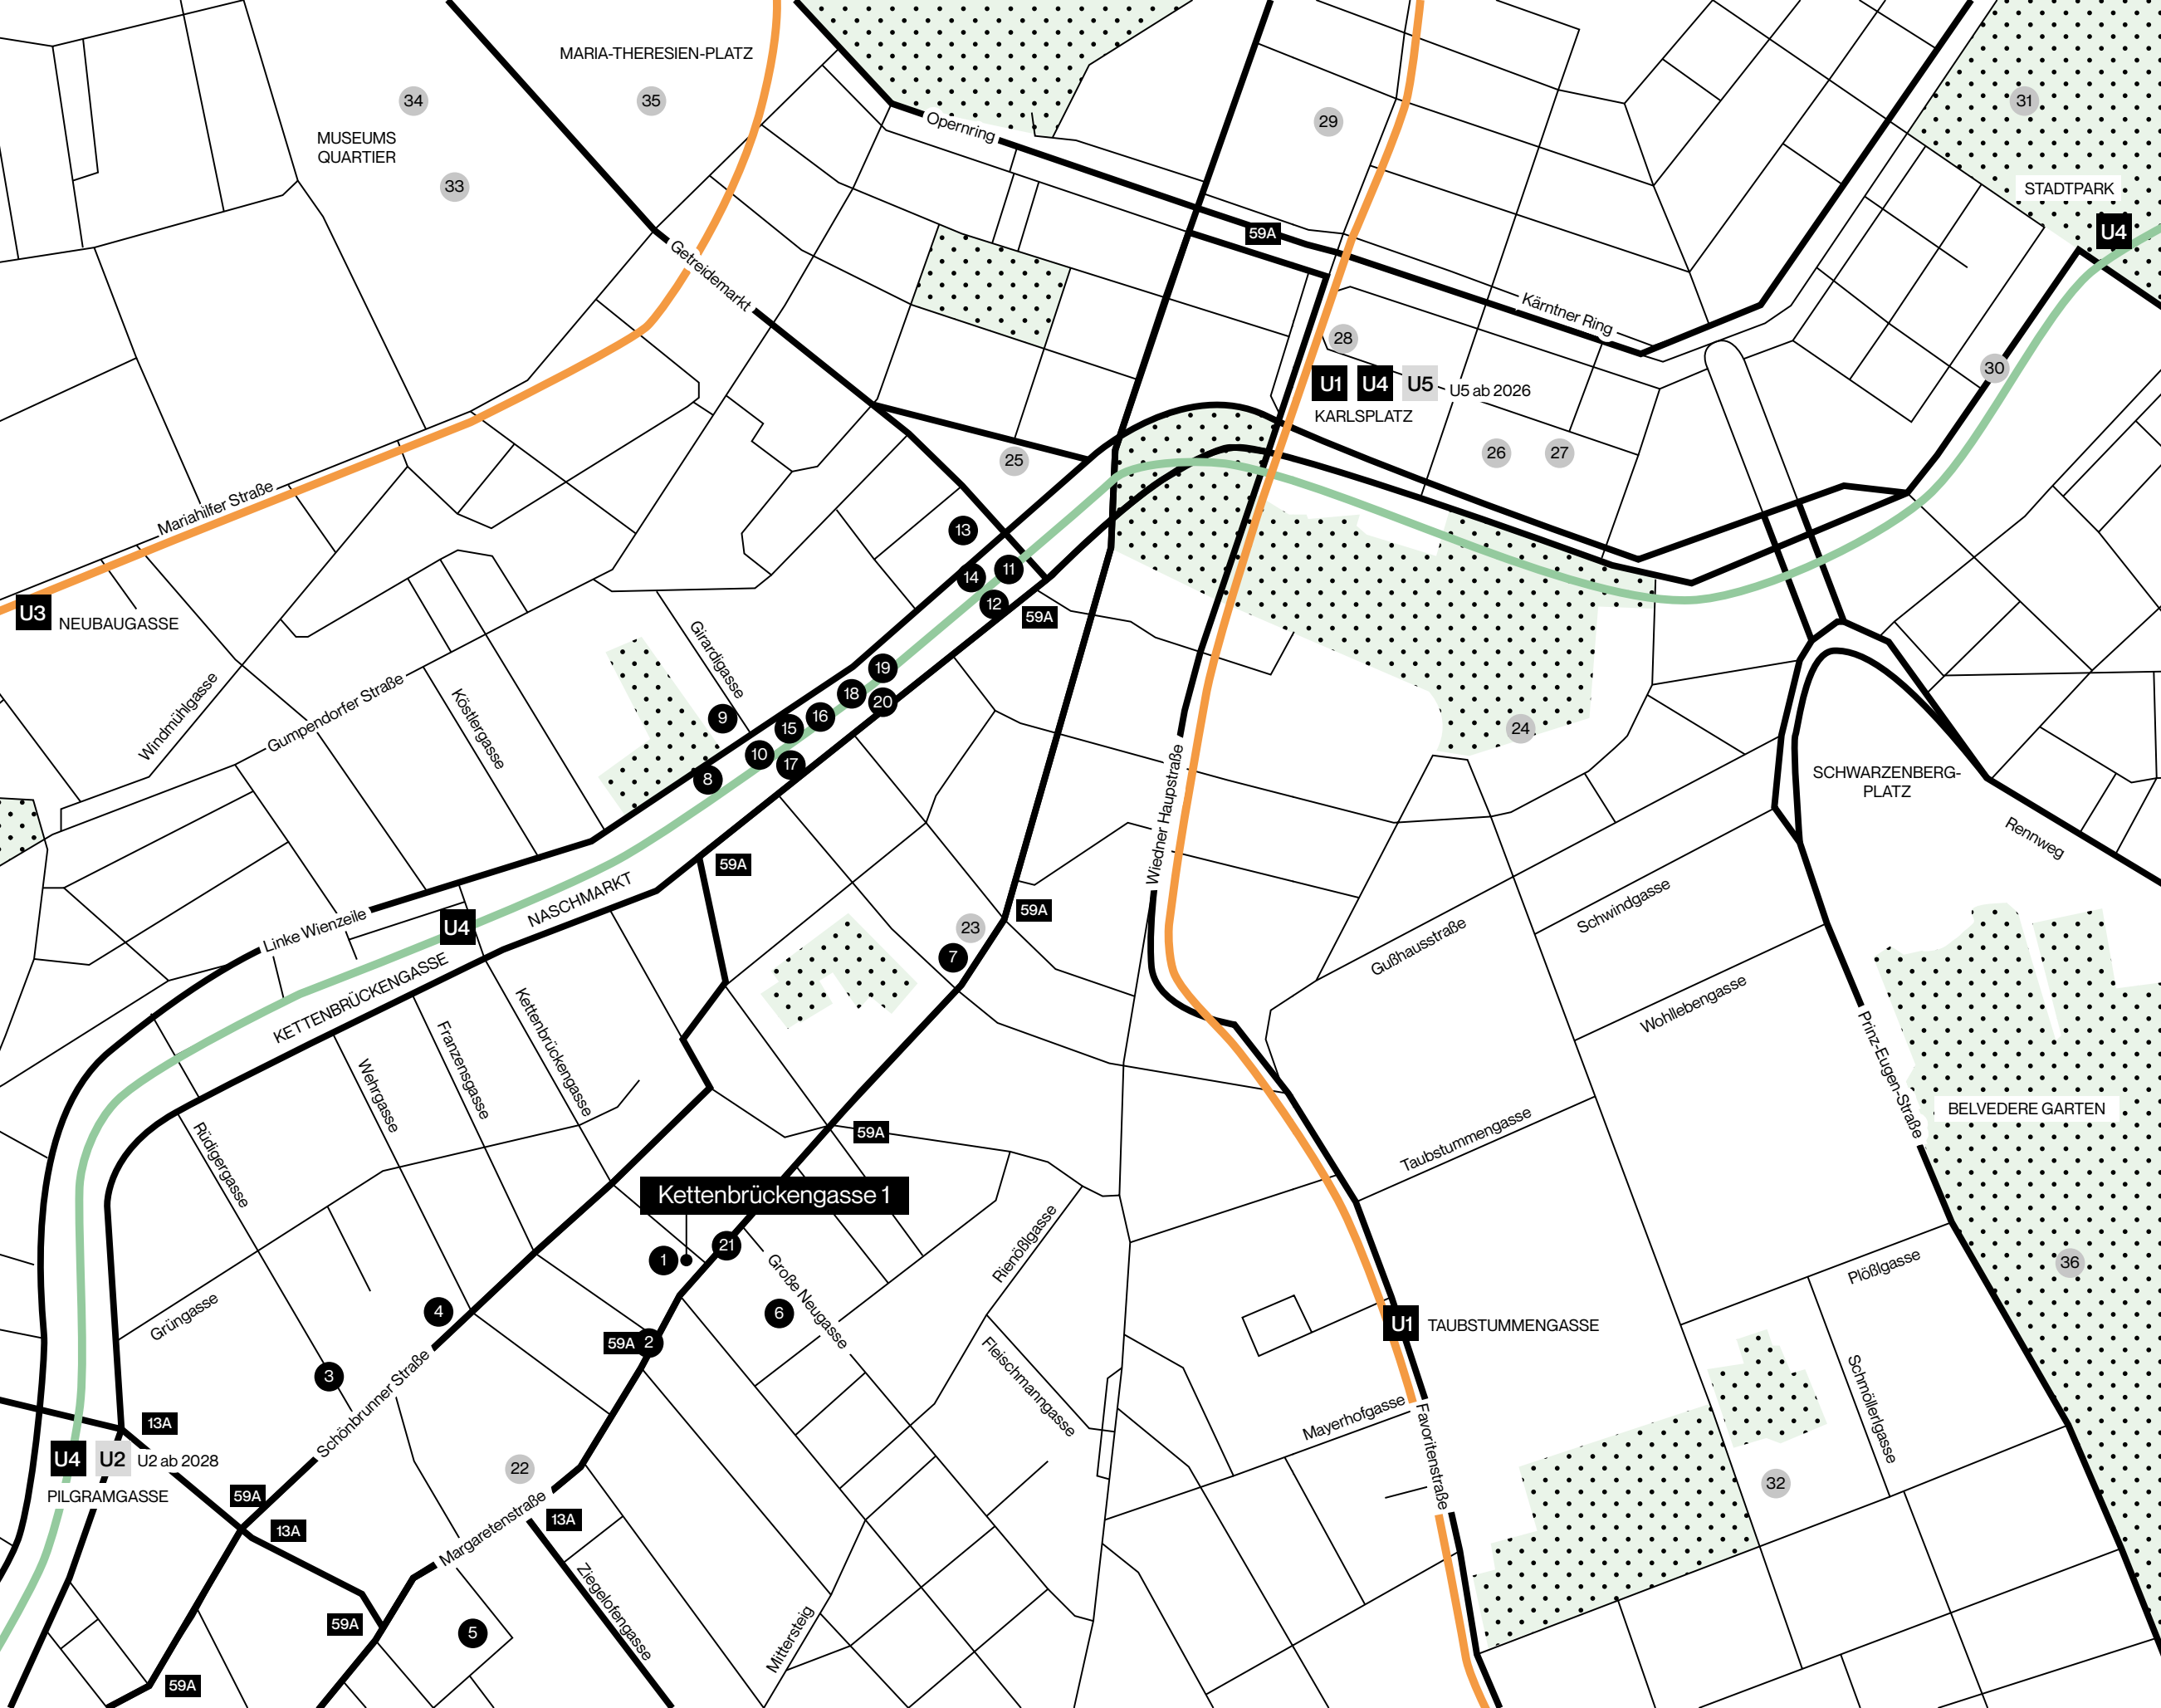 MARIA-THERESIEN-PLATZ
34
35
31
29
MUSEUMS
QUARTIER
Opernring
33
STADTPARK
U4
59A
Getreidemarkt
Kärntner Ring
28
30
U1 U4 U5 U5 ab 2026
KARLSPLATZ
25
26
27
Mariahilfer Straße
13
14
11
12
59A
U3 NEUBAUGASSE
Girardigasse
19
18
20
Windmühlgasse
Gumpendorfer Straße
Köstlergasse
9
15
16
24
10
17
8
Wiedner Hauptstraße
SCHWARZENBERG-
PLATZ
Rennweg
59A
NASCHMARKT
59A
Linke Wienzeile
U4
23
7
Schwindgasse
Gußhausstraße
KETTENBRÜCKENGASSE
Wohllebengasse
Kettenbrückengasse
Franzensgasse
Wehrgasse
Prinz-Eugen-Straße
BELVEDERE GARTEN
Rüdigergasse
59A
Taubstummengasse
Kettenbrückengasse 1
1
21
Rienößlgasse
36
Plößlgasse
Grüngasse
4
6
Große Neugasse
59A 2
U1 TAUBSTUMMENGASSE
Fleischmanngasse
3
Schönbrunner Straße
Schmöllerlgasse
13A
Mayerhofgasse
Favoritenstraße
U4 U2 U2 ab 2028
PILGRAMGASSE
22
32
59A
13A
13A
Margaretenstraße
Ziegelofengasse
59A
5
Mittersteig
59A